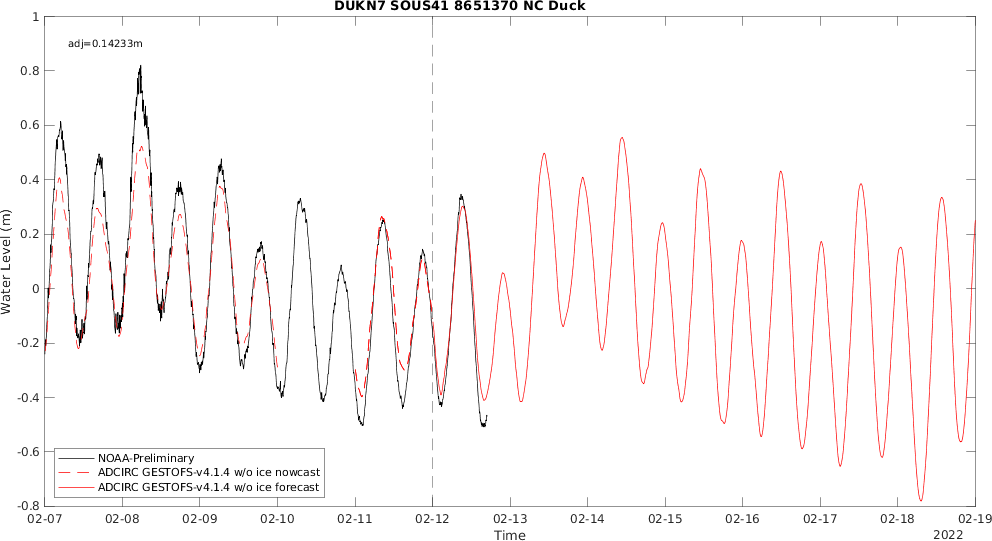 DUKN7 SOUS41 8651370 NC Duck
adj=0.14233m
1
0.8
0.6
0.4
0.2
0
-0.2
-0.4
-0.6
-0.8
Water Level (m)
NOAA-Preliminary
ADCIRC GESTOFS-v4.1.4 w/o ice nowcast
ADCIRC GESTOFS-v4.1.4 w/o ice forecast
02-07 02-08 02-09 02-10 02-11 02-12 02-13 02-14 02-15 02-16 02-17 02-18 02-19
Time
2022